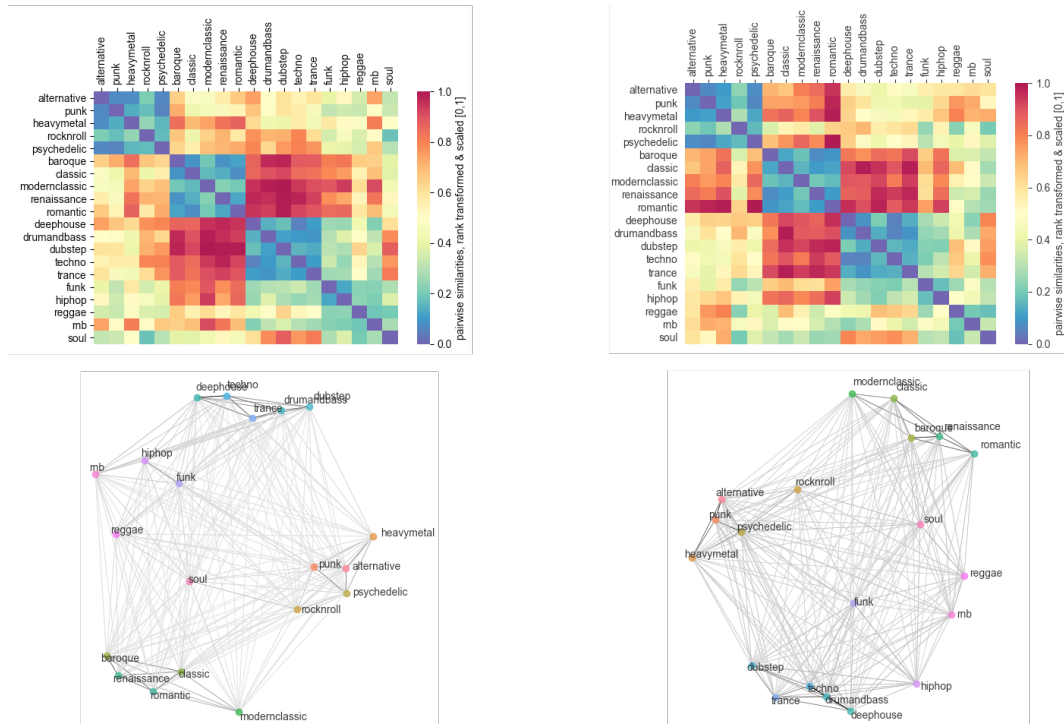 alternative
punk
heavymetal
rocknroll
psychedelic
baroque
classic
modernclassic
renaissance
romantic
deephouse
drumandbass
dubstep
techno
trance
funk
hiphop
reggae
rnb
soul
alternative
punk
heavymetal
rocknroll
psychedelic
baroque
classic
modernclassic
renaissance
romantic
deephouse
drumandbass
dubstep
techno
trance
funk
hiphop
reggae
rnb
soul
1.0
0.8
0.6
0.4
0.2
0.0
pairwise similarities, rank transformed & scaled [0,1]
alternative
punk
heavymetal
rocknroll
psychedelic
baroque
classic
modernclassic
renaissance
romantic
deephouse
drumandbass
dubstep
techno
trance
funk
hiphop
reggae
rnb
soul
alternative
punk
heavymetal
rocknroll
psychedelic
baroque
classic
modernclassic
renaissance
romantic
deephouse
drumandbass
dubstep
techno
trance
funk
hiphop
reggae
rnb
soul
1.0
0.8
0.6
0.4
0.2
0.0
pairwise similarities, rank transformed & scaled [0,1]
techno
deephouse
dubstep
drumandbass
trance
hiphop
rnb
funk
reggae
heavymetal
punk
alternative
soul
psychedelic
rocknroll
baroque
classic
renaissance
romantic
modernclassic
modernclassic
classic
baroque
renaissance
romantic
rocknroll
alternative
punk
psychedelic
soul
heavymetal
reggae
funk
rnb
dubstep
techno
hiphop
trance
drumandbass
deephouse